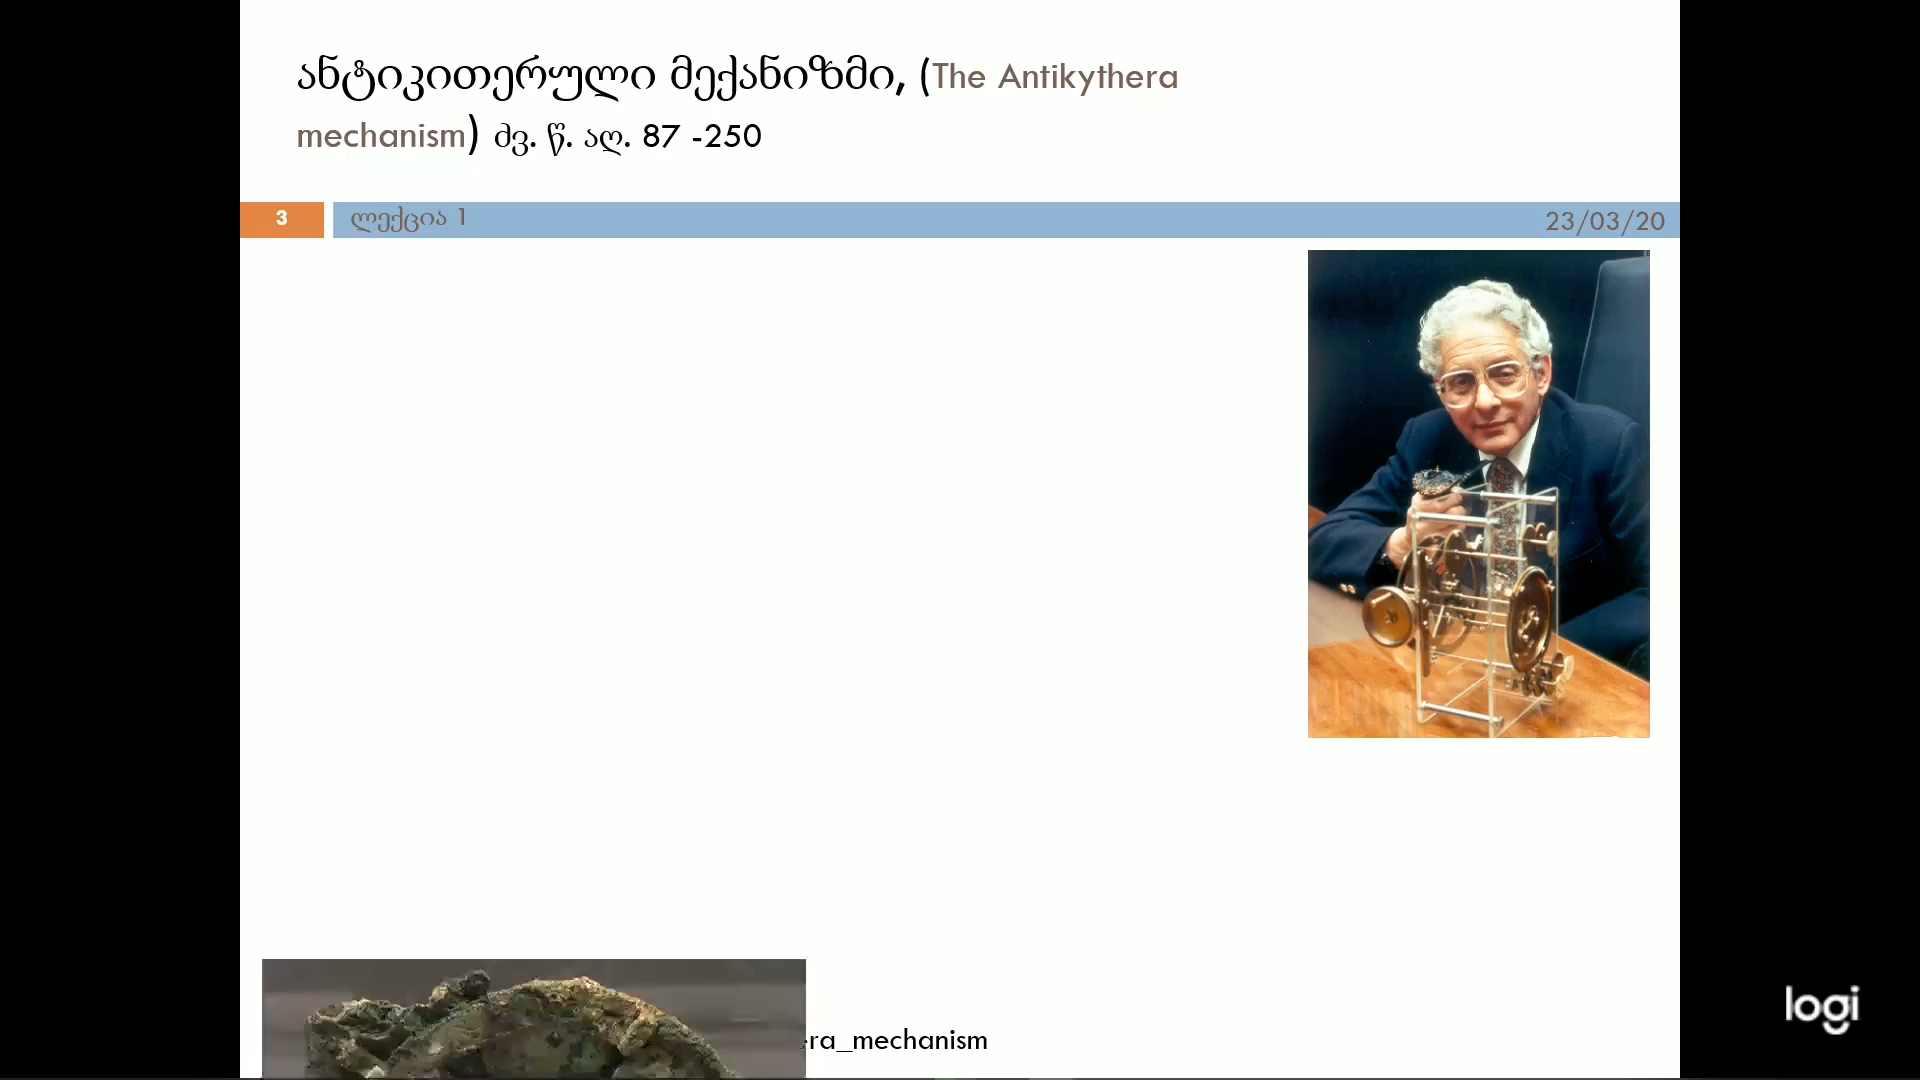 ანტიკითერული მექანიზმი, (The Antikythera
mechanism) ძვ. წ. აღ. 87 -250
3
ლექცია 1
23/03/20
ra_mechanism
logi